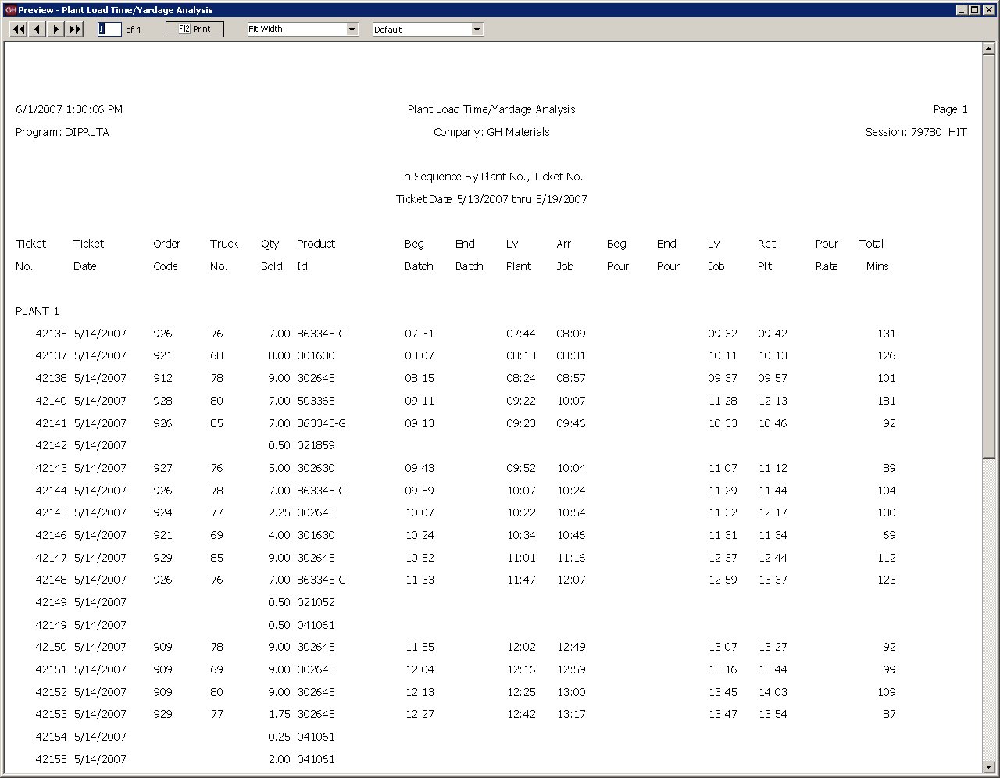 GH Preview - Plant Load Time/Yardage Analysis
1 of 4 F12 Print Fit Width Default
6/1/2007 1:30:06 PM Plant Load Time/Yardage Analysis Page 1
Program: DIPRLTA Company: GH Materials Session: 79780 HIT
In Sequence By Plant No., Ticket No.
Ticket Date 5/13/2007 thru 5/19/2007
Ticket Ticket Order Truck Qty Product Beg End Lv Arr Beg End Lv Ret Pour Total
No. Date Code No. Sold Id Batch Batch Plant Job Pour Pour Job Plt Rate Mins
PLANT 1
42135 5/14/2007 926 76 7.00 863345-G 07:31 07:44 08:09 09:32 09:42 131
42137 5/14/2007 921 68 8.00 301630 08:07 08:18 08:31 10:11 10:13 126
42138 5/14/2007 912 78 9.00 302645 08:15 08:24 08:57 09:37 09:57 101
42140 5/14/2007 928 80 7.00 503365 09:11 09:22 10:07 11:28 12:13 181
42141 5/14/2007 926 85 7.00 863345-G 09:13 09:23 09:46 10:33 10:46 92
42142 5/14/2007 0.50 021859
42143 5/14/2007 927 76 5.00 302630 09:43 09:52 10:04 11:07 11:12 89
42144 5/14/2007 926 78 7.00 863345-G 09:59 10:07 10:24 11:29 11:44 104
42145 5/14/2007 924 77 2.25 302645 10:07 10:22 10:54 11:32 12:17 130
42146 5/14/2007 921 69 4.00 301630 10:24 10:34 10:46 11:31 11:34 69
42147 5/14/2007 929 85 9.00 302645 10:52 11:01 11:16 12:37 12:44 112
42148 5/14/2007 926 76 7.00 863345-G 11:33 11:47 12:07 12:59 13:37 123
42149 5/14/2007 0.50 021052
42149 5/14/2007 0.50 041061
42150 5/14/2007 909 78 9.00 302645 11:55 12:02 12:49 13:07 13:27 92
42151 5/14/2007 909 69 9.00 302645 12:04 12:16 12:59 13:16 13:44 99
42152 5/14/2007 909 80 9.00 302645 12:13 12:25 13:00 13:45 14:03 109
42153 5/14/2007 929 77 1.75 302645 12:27 12:42 13:17 13:47 13:54 87
42154 5/14/2007 0.25 041061
42155 5/14/2007 2.00 041061